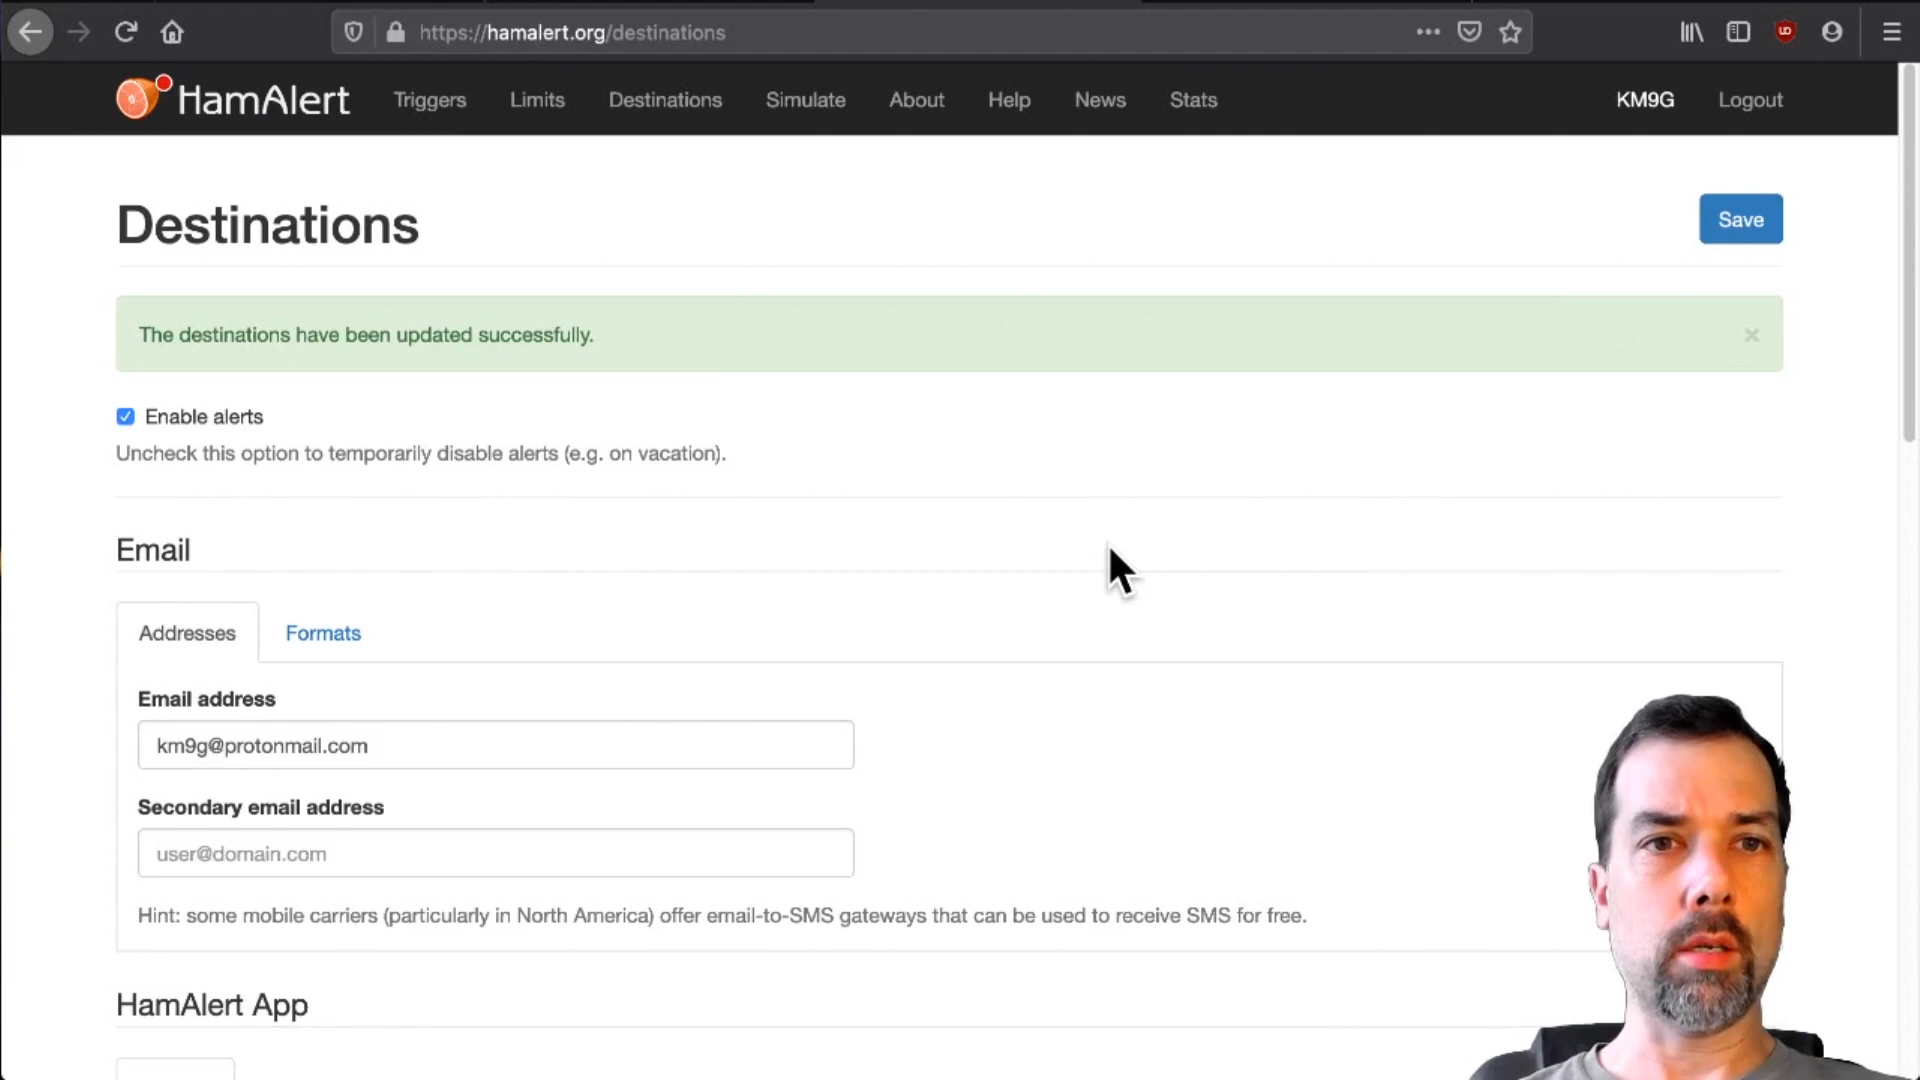 https://hamalert.org/destinations
HamAlert
Triggers
Limits
Destinations
Simulate
About
Help
News
Stats
KM9G
Logout
Destinations
Save
The destinations have been updated successfully.
×
Enable alerts
Uncheck this option to temporarily disable alerts (e.g. on vacation).
Email
Addresses
Formats
Email address
km9g@protonmail.com
Secondary email address
user@domain.com
Hint: some mobile carriers (particularly in North America) offer email-to-SMS gateways that can be used to receive SMS for free.
HamAlert App